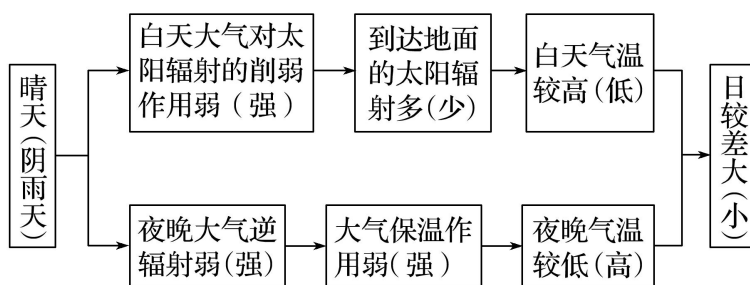 晴天(阴雨天)
白天大气对太
阳辐射的削弱
作用弱(强)
到达地面
的太阳辐
射多(少)
白天气温
较高(低)
夜晚大气逆
辐射弱(强)
大气保温作
用弱(强)
夜晚气温
较低(高)
日较差大(小)